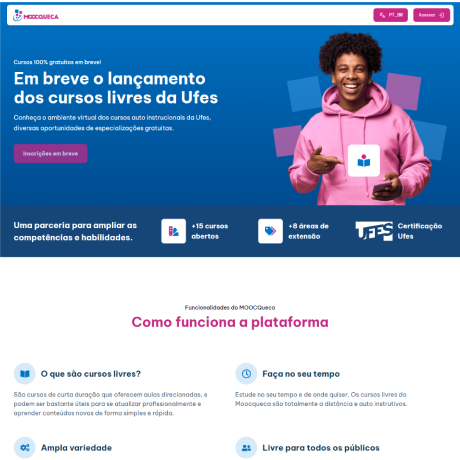 MOOCQUECA
PT_BR
Acessar
Cursos 100% gratuitos em breve!
Em breve o lançamento
dos cursos livres da Ufes
Conheça o ambiente virtual dos cursos auto instrucionais da Ufes,
diversas oportunidades de especializações gratuitas.
Inscrições em breve
Uma parceria para ampliar as
competências e habilidades.
+15 cursos
abertos
+8 áreas de
extensão
UFES
Certificação
Ufes
Funcionalidades do MOOCQueca
Como funciona a plataforma
O que são cursos livres?
São cursos de curta duração que oferecem aulas direcionadas, e
podem ser bastante úteis para se atualizar profissionalmente e
aprender conteúdos novos de forma simples e rápida.
Faça no seu tempo
Estude no seu tempo e de onde quiser. Os cursos livres do
Moocqueca são totalmente a distância e auto instrutivos.
Ampla variedade
Livre para todos os públicos